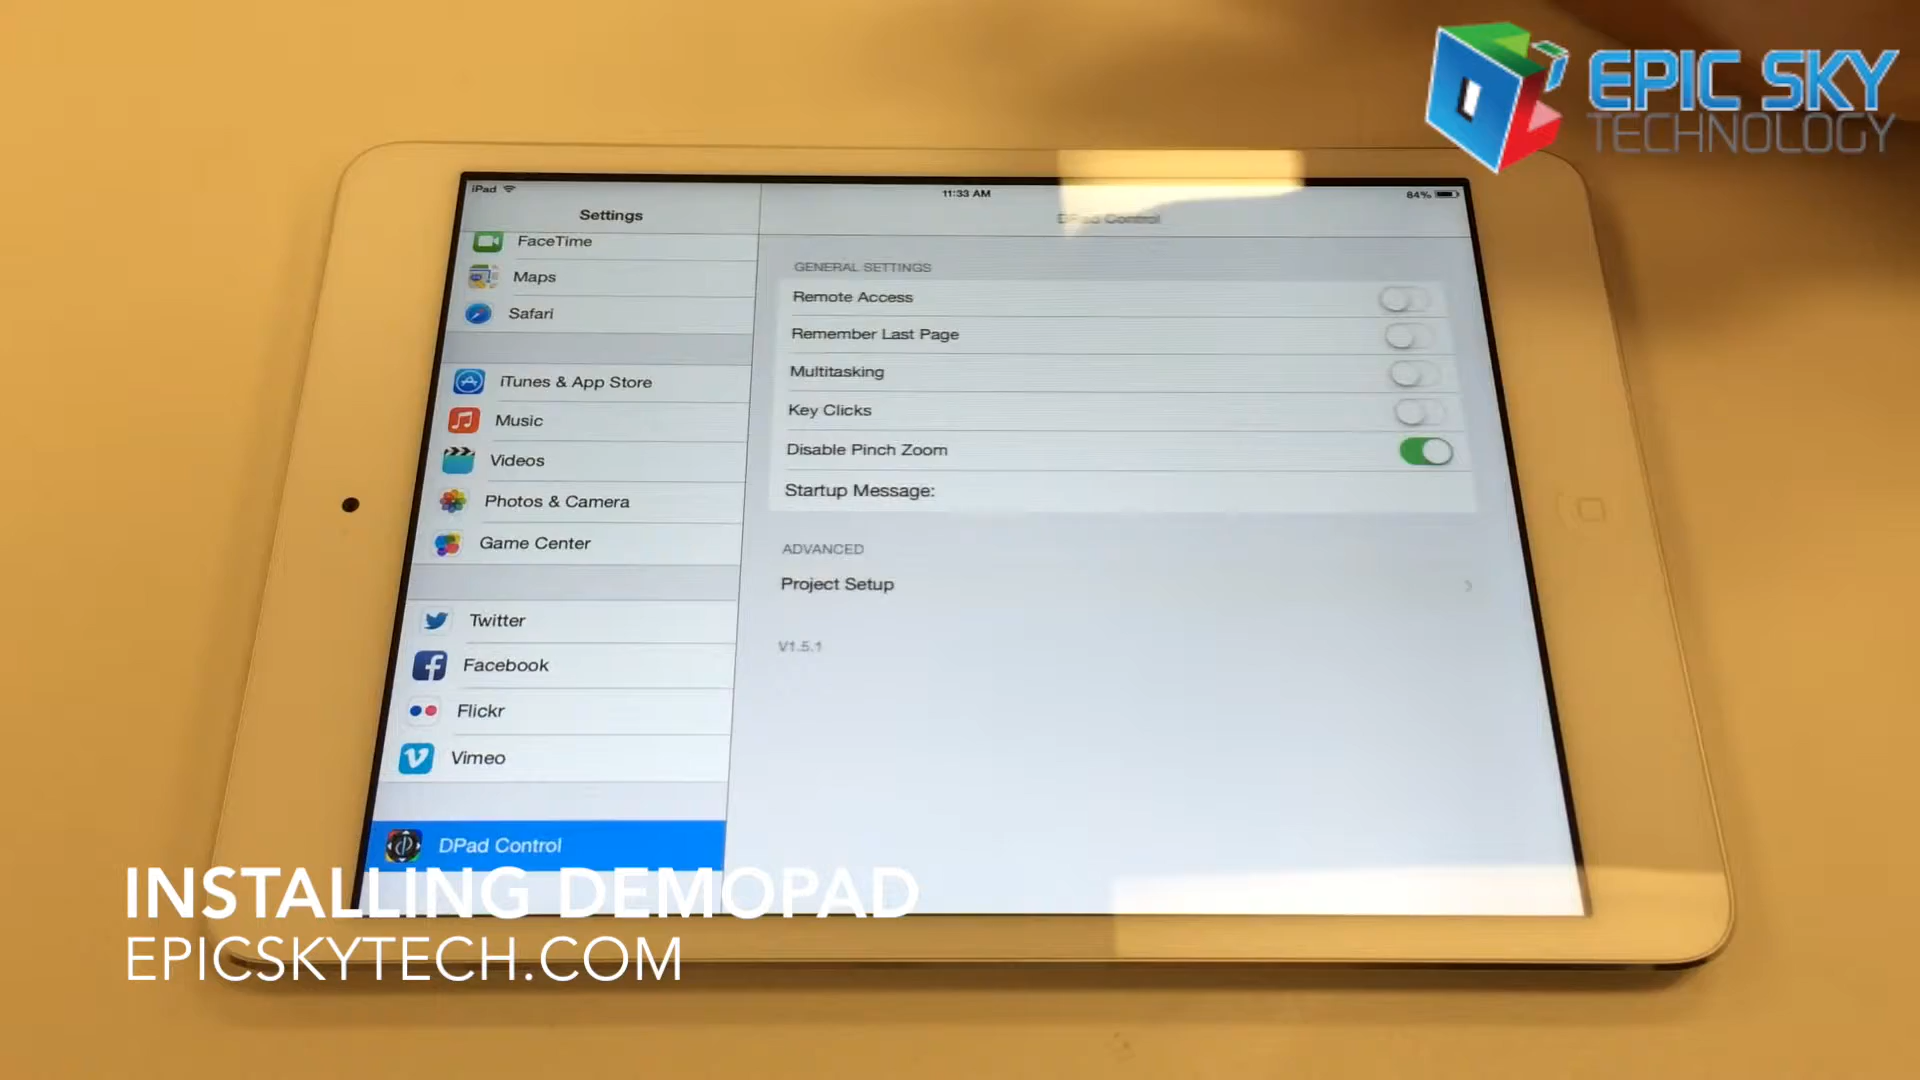 EPIC SKY
TECHNOLOGY
iPad
11:33 AM
84%
Settings
DPad Control
FaceTime
Maps
Safari
iTunes & App Store
Music
Videos
Photos & Camera
Game Center
Twitter
Facebook
Flickr
Vimeo
DPad Control
GENERAL SETTINGS
Remote Access
Remember Last Page
Multitasking
Key Clicks
Disable Pinch Zoom
Startup Message:
ADVANCED
Project Setup
V1.5.1
INSTALLING DEMOPAD
EPICSKYTECH.COM